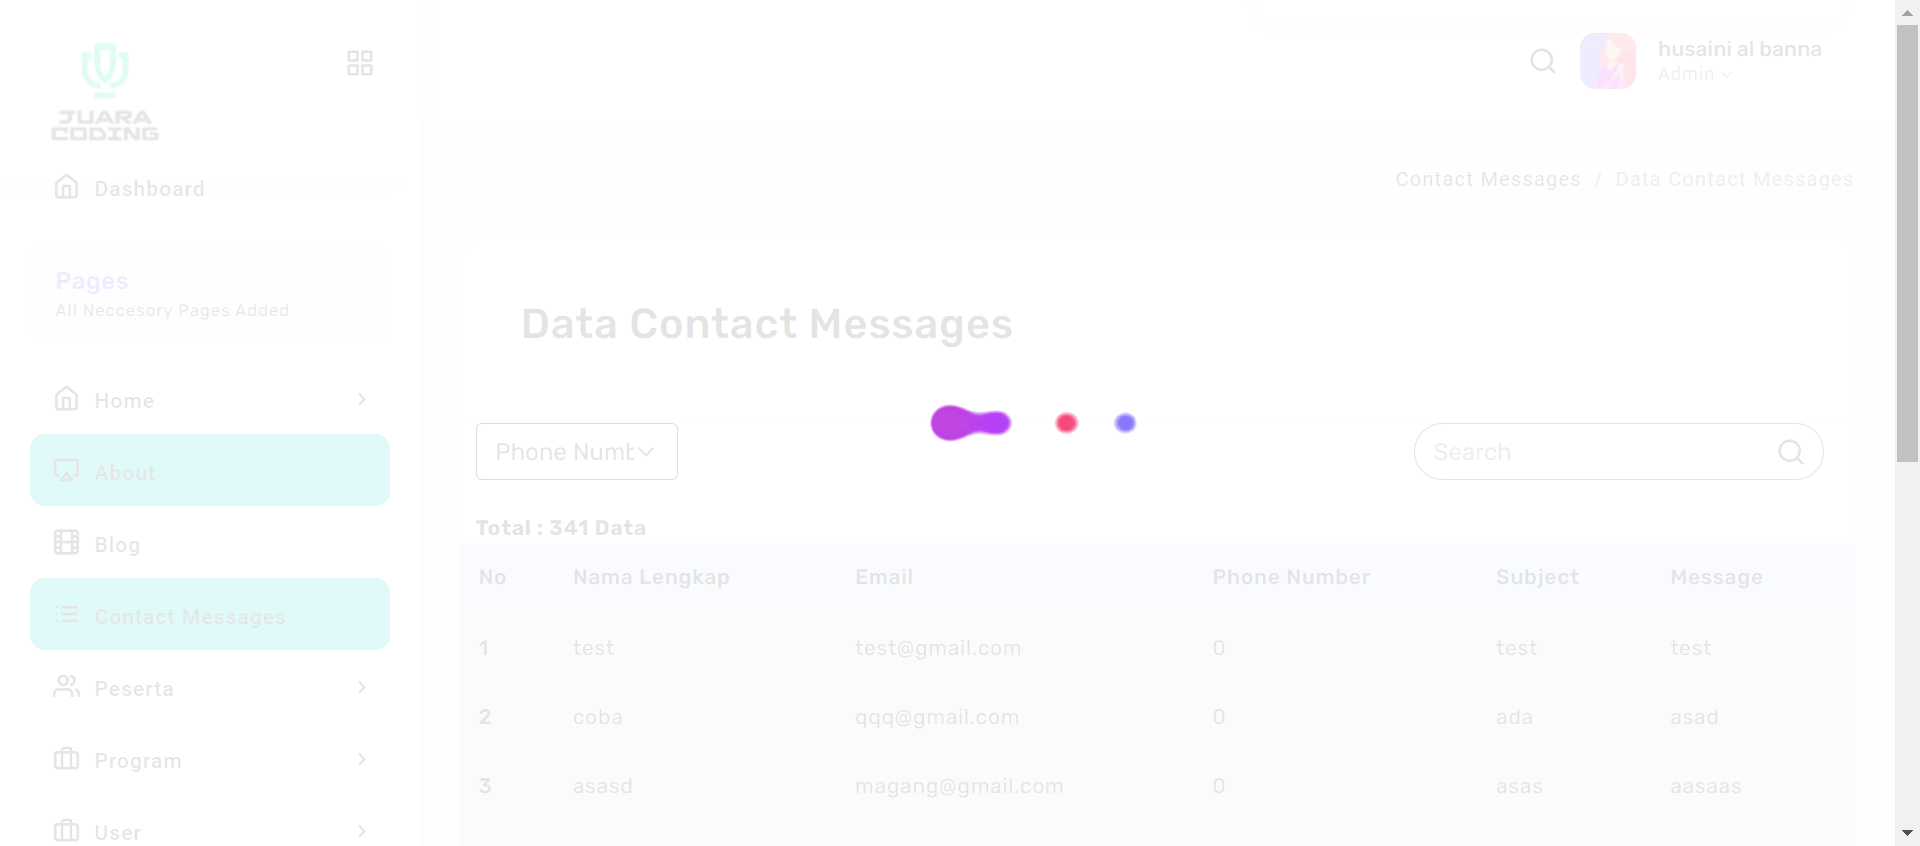 JUARA
CODING
husaini al banna
Admin
Dashboard
Contact Messages / Data Contact Messages
Pages
All Neccesory Pages Added
Data Contact Messages
Home
About
Blog
Contact Messages
Peserta
Program
User
Phone Numb
Search
Total : 341 Data
No Nama Lengkap Email Phone Number Subject Message
1 test test@gmail.com 0 test test
2 coba qqq@gmail.com 0 ada asad
3 asasd magang@gmail.com 0 asas aasaas